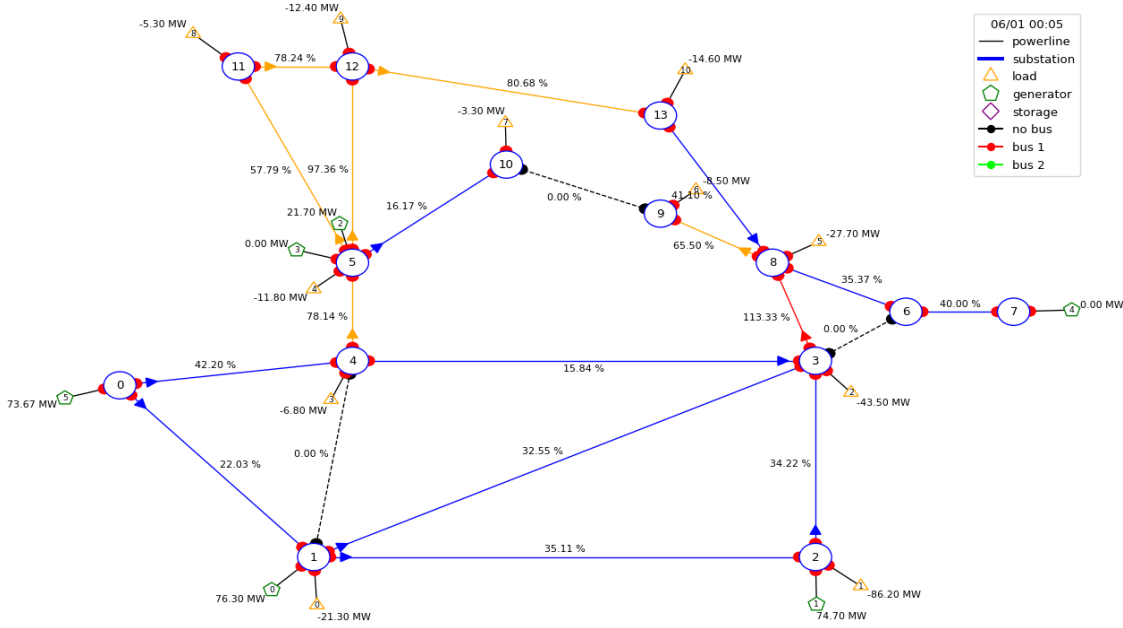 -12.40 MW
9
06/01 00:05
powerline
substation
load
generator
storage
no bus
bus 1
bus 2
-5.30 MW
8
11
78.24 %
12
-14.60 MW
10
80.68 %
13
-3.30 MW
7
10
57.79 %
97.36 %
0.00 %
-8.50 MW
6
41.10 %
9
16.17 %
21.70 MW
2
0.00 MW
3
5
65.50 %
-27.70 MW
5
8
-11.80 MW
4
35.37 %
78.14 %
113.33 %
0.00 %
6
40.00 %
7
4
0.00 MW
42.20 %
4
15.84 %
3
0
5
73.67 MW
-6.80 MW
3
2
-43.50 MW
22.03 %
0.00 %
32.55 %
34.22 %
1
35.11 %
2
0
76.30 MW
0
-21.30 MW
1
-86.20 MW
1
74.70 MW